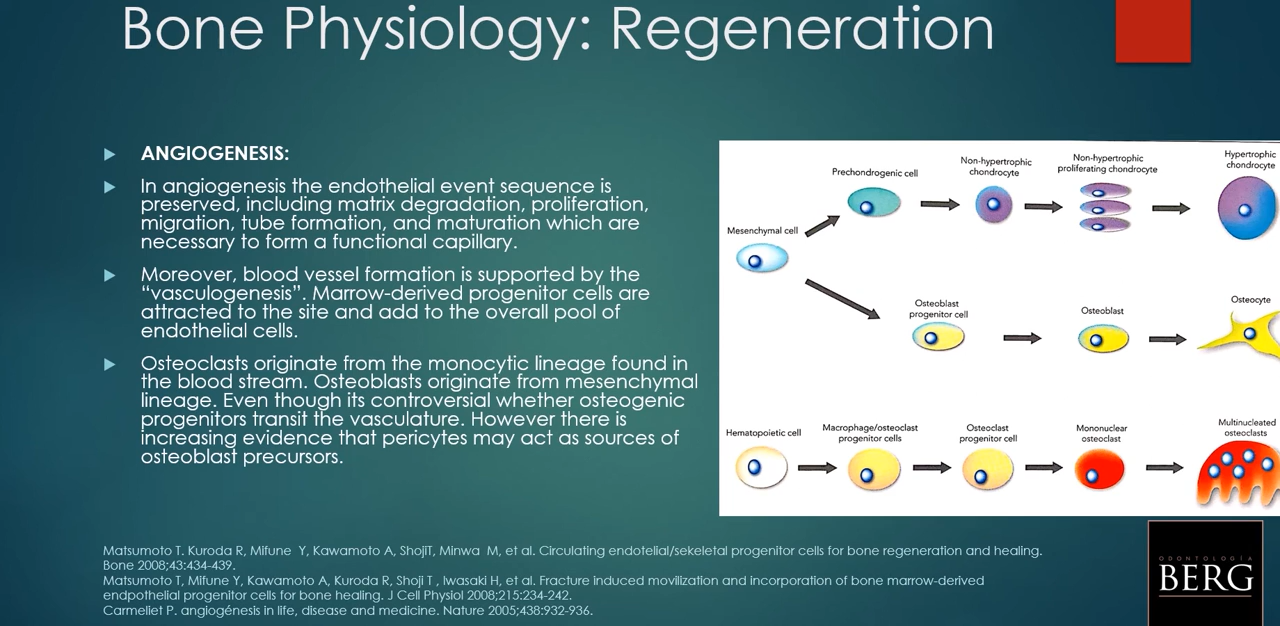 Bone Physiology: Regeneration
ANGIOGENESIS:
In angiogenesis the endothelial event sequence is
preserved, including matrix degradation, proliferation,
migration, tube formation, and maturation which are
necessary to form a functional capillary.
Moreover, blood vessel formation is supported by the
“vasculogenesis”. Marrow-derived progenitor cells are
attracted to the site and add to the overall pool of
endothelial cells.
Osteoclasts originate from the monocytic lineage found in
the blood stream. Osteoblasts originate from mesenchymal
lineage. Even though its controversial whether osteogenic
progenitors transit the vasculature. However there is
increasing evidence that pericytes may act as sources of
osteoblast precursors.
Mesenchymal cell
Prechondrogenic cell
Non-hypertrophic
chondrocyte
Non-hypertrophic
proliferating chondrocyte
Hypertrophic
chondrocyte
Osteoblast
progenitor cell
Osteoblast
Osteocyte
Hematopoietic cell
Macrophage/osteoclast
progenitor cells
Osteoclast
progenitor cell
Mononuclear
osteoclast
Multinucleated
osteoclasts
Matsumoto T. Kuroda R, Mifune Y, Kawamoto A, ShojiT, Minwa M, et al. Circulating endotelial/sekeletal progenitor cells for bone regeneration and healing.
Bone 2008;43:434-439.
Matsumoto T, Mifune Y, Kawamoto A, Kuroda R, Shoji T , Iwasaki H, et al. Fracture induced movilization and incorporation of bone marrow-derived
endpothelial progenitor cells for bone healing. J Cell Physiol 2008;215:234-242.
Carmeliet P. angiogénesis in life, disease and medicine. Nature 2005;438:932-936.
ODONTOLOGÍA
BERG